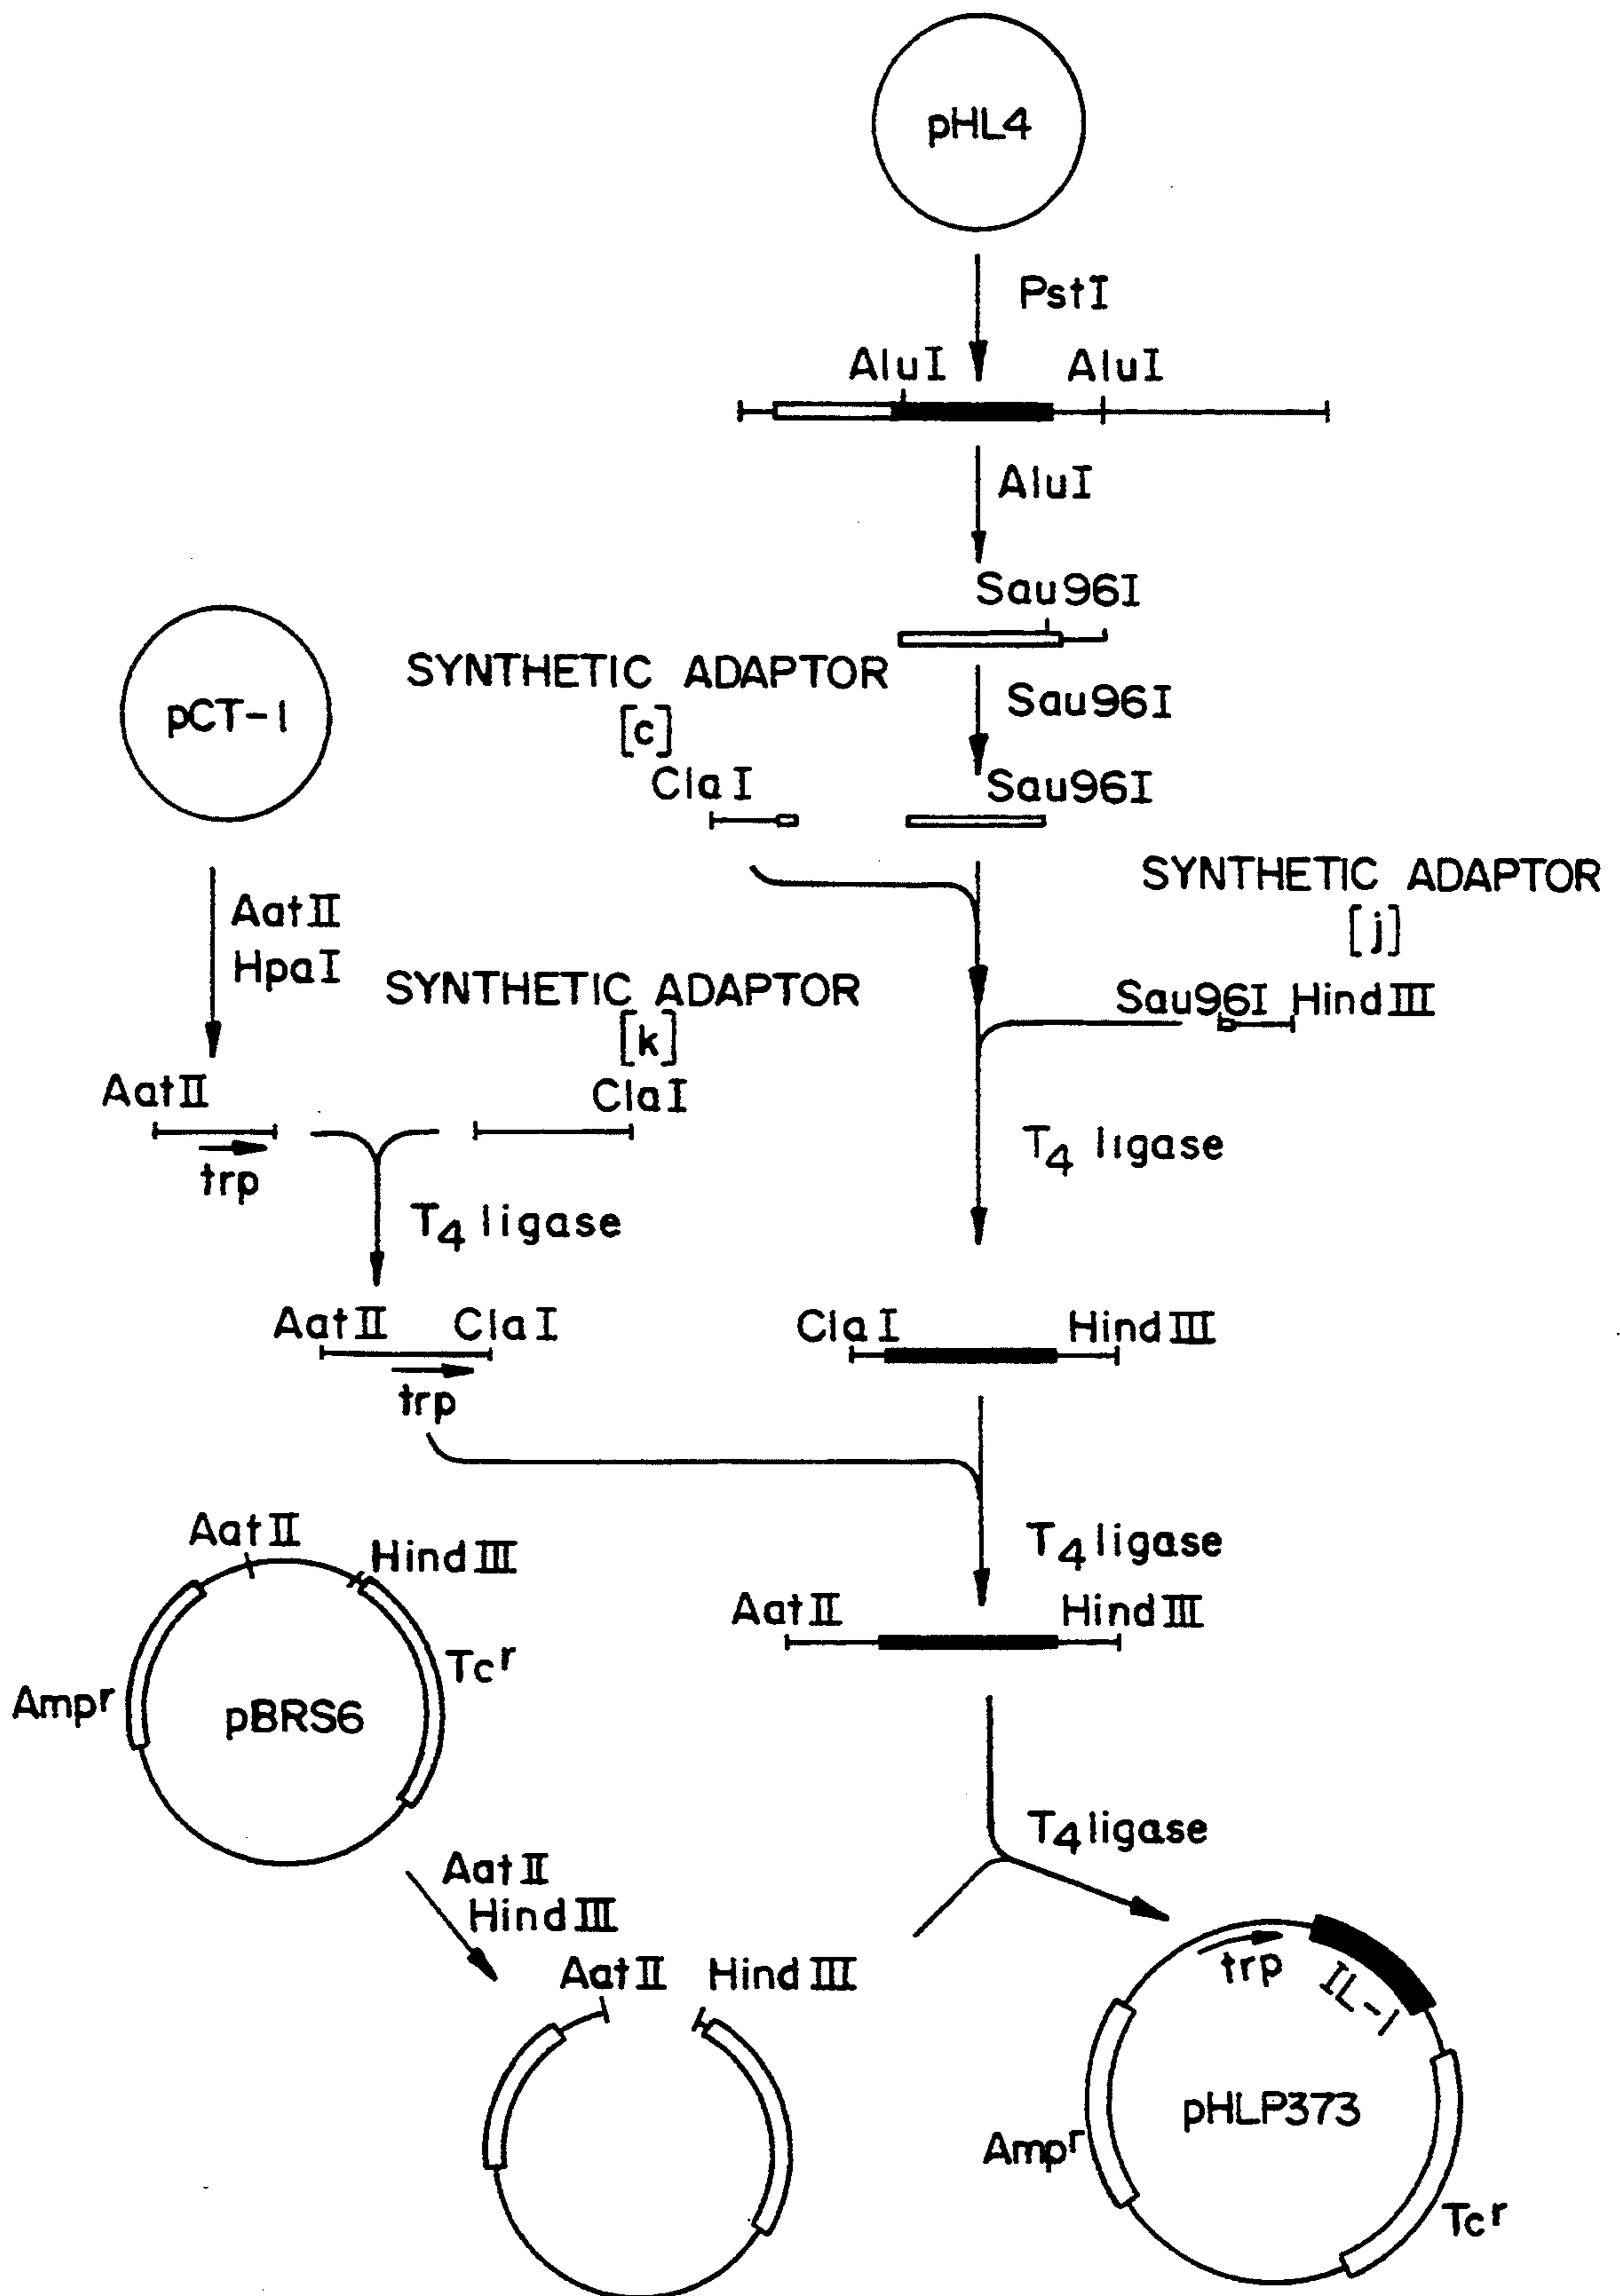 pHL4
PstI
AluI AluI
AluI
Sau96I
SYNTHETIC ADAPTOR
[c]
Sau96I
pCT-1
ClaI
Sau96I
SYNTHETIC ADAPTOR
[j]
AatII
HpaI
SYNTHETIC ADAPTOR
[k]
Sau96I HindIII
AatII
ClaI
trp
T4 ligase
T4 ligase
AatII ClaI
ClaI HindIII
trp
AatII
HindIII
T4 ligase
AatII HindIII
Ampr
pBRS6
Tcr
T4 ligase
AatII
HindIII
AatII HindIII
trp
IL-1
pHLP373
Ampr
Tcr